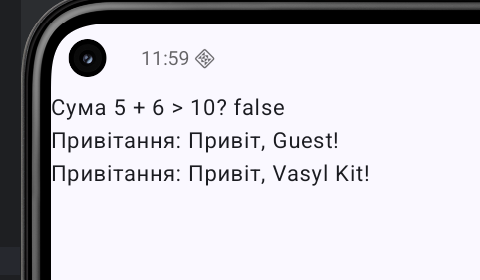 11:59
Сума 5 + 6 > 10? false
Привітання: Привіт, Guest!
Привітання: Привіт, Vasyl Kit!